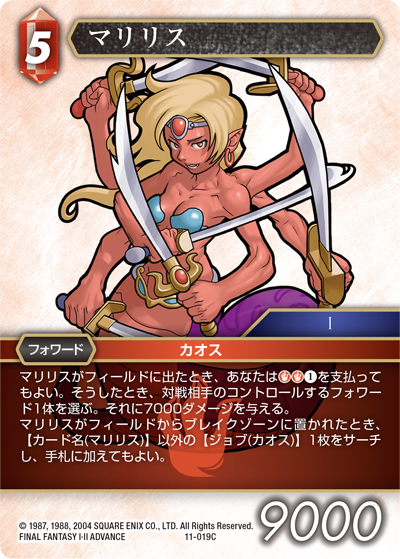 5
マリリス
I
フォワード
カオス
マリリスがフィールドに出たとき、あなたは火火1を支払って
もよい。そうしたとき、対戦相手のコントロールするフォワー
ド1体を選ぶ。それに7000ダメージを与える。
マリリスがフィールドからブレイクゾーンに置かれたとき、
【カード名(マリリス)】以外の【ジョブ(カオス)】1枚をサーチ
し、手札に加えてもよい。
© 1987, 1988, 2004 SQUARE ENIX CO., LTD. All Rights Reserved.
FINAL FANTASY I·II ADVANCE
11-019C
9000